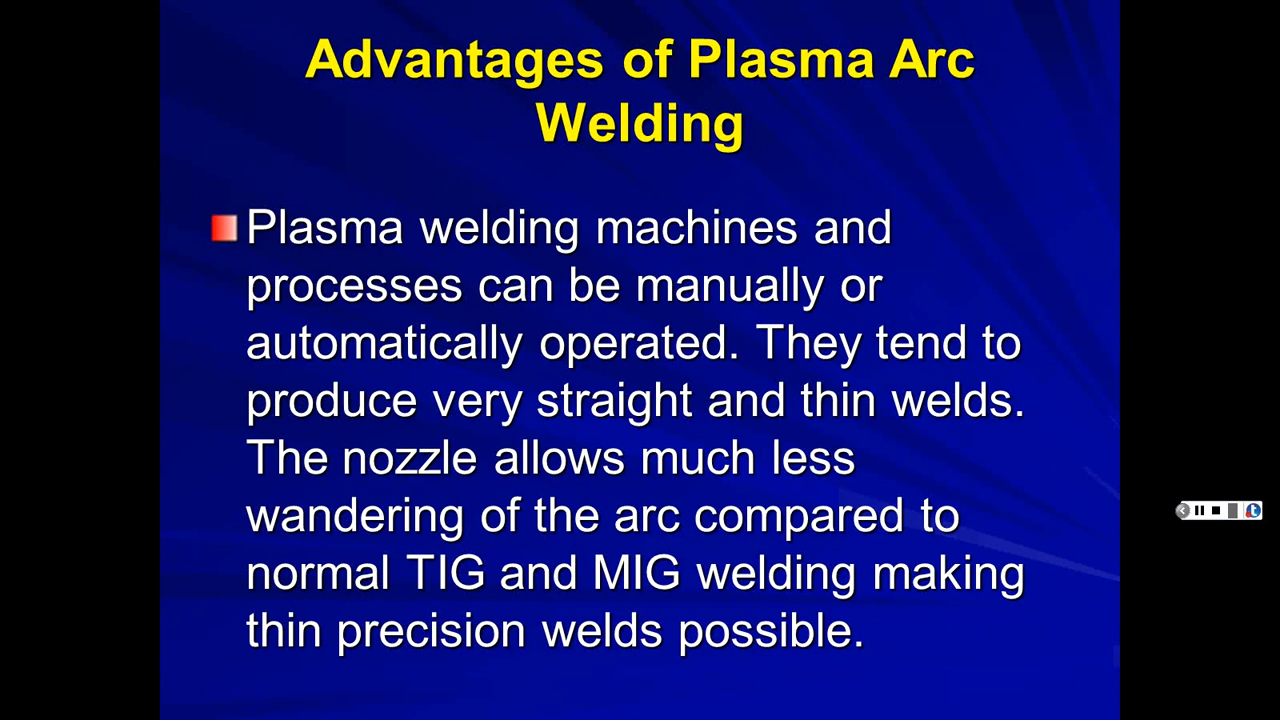 Advantages of Plasma Arc
Welding
Plasma welding machines and
processes can be manually or
automatically operated. They tend to
produce very straight and thin welds.
The nozzle allows much less
wandering of the arc compared to
normal TIG and MIG welding making
thin precision welds possible.